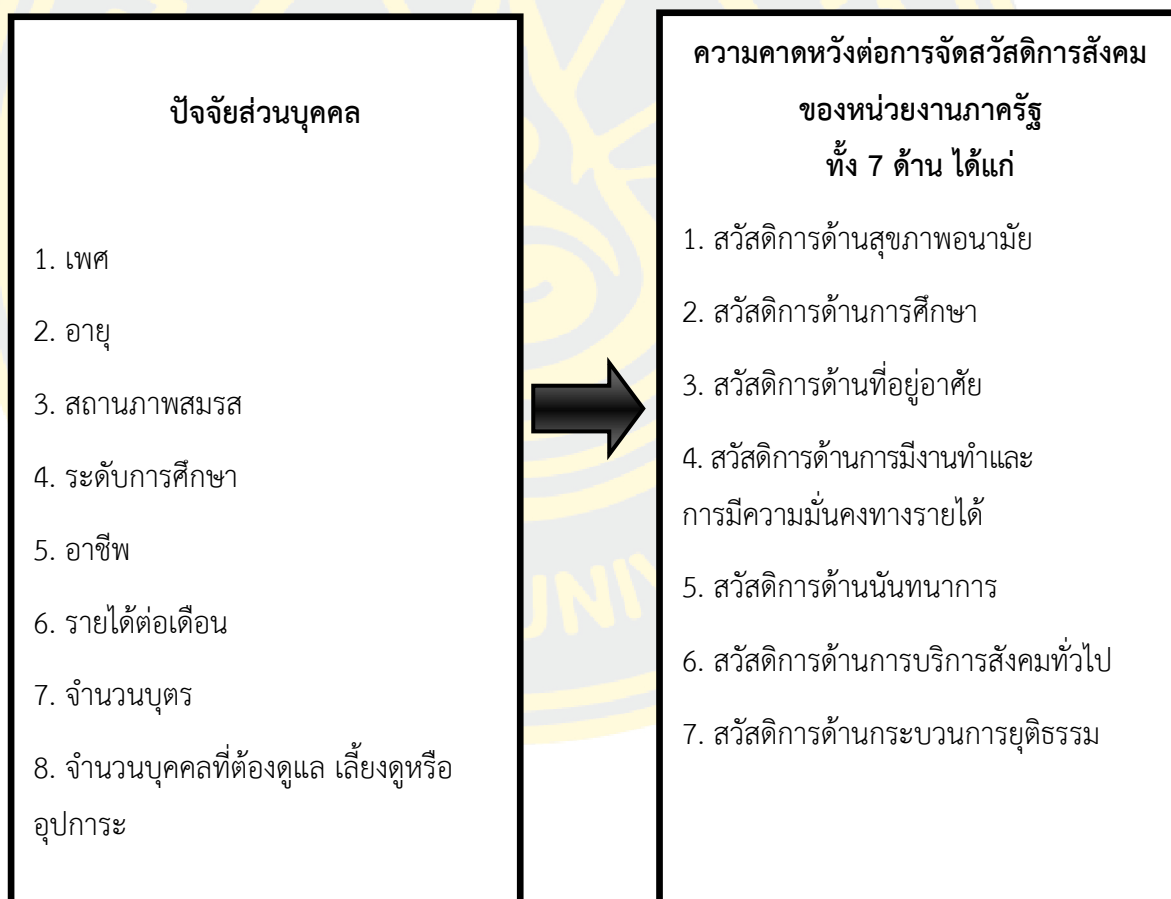 ปัจจัยส่วนบุคคล
1. เพศ
2. อายุ
3. สถานภาพสมรส
4. ระดับการศึกษา
5. อาชีพ
6. รายได้ต่อเดือน
7. จำนวนบุตร
8. จำนวนบุคคลที่ต้องดูแล เลี้ยงดูหรือ
อุปการะ
ความคาดหวังต่อการจัดสวัสดิการสังคม
ของหน่วยงานภาครัฐ
ทั้ง 7 ด้าน ได้แก่
1. สวัสดิการด้านสุขภาพอนามัย
2. สวัสดิการด้านการศึกษา
3. สวัสดิการด้านที่อยู่อาศัย
4. สวัสดิการด้านการมีงานทำและ
การมีความมั่นคงทางรายได้
5. สวัสดิการด้านนันทนาการ
6. สวัสดิการด้านการบริการสังคมทั่วไป
7. สวัสดิการด้านกระบวนการยุติธรรม